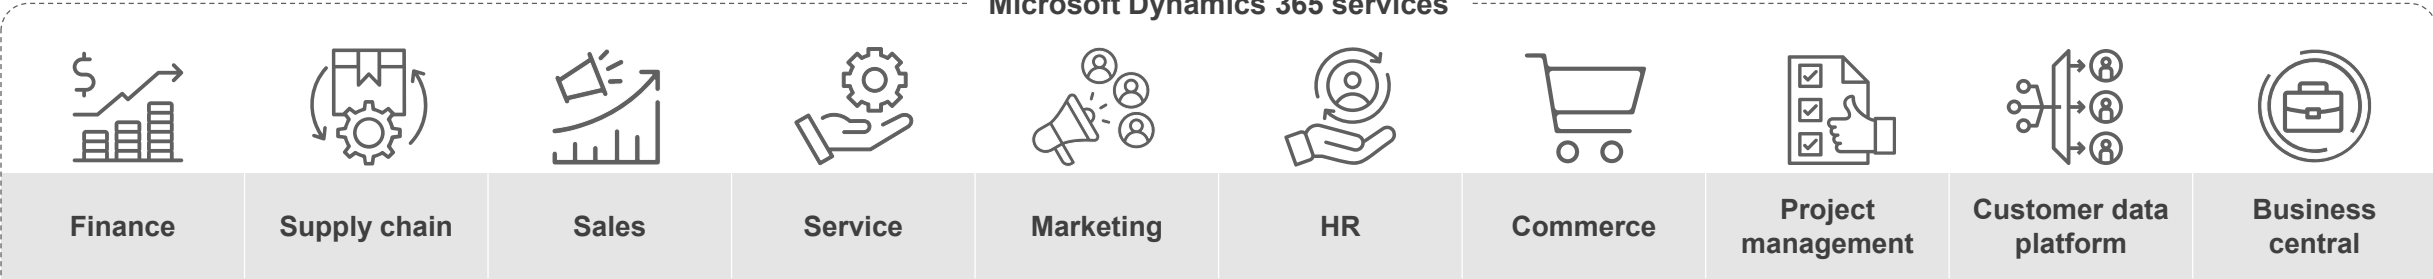 Microsoft Dynamics 365 services
$
Finance
Supply chain
Sales
Service
Marketing
HR
Commerce
Project
management
Customer data
platform
Business
central